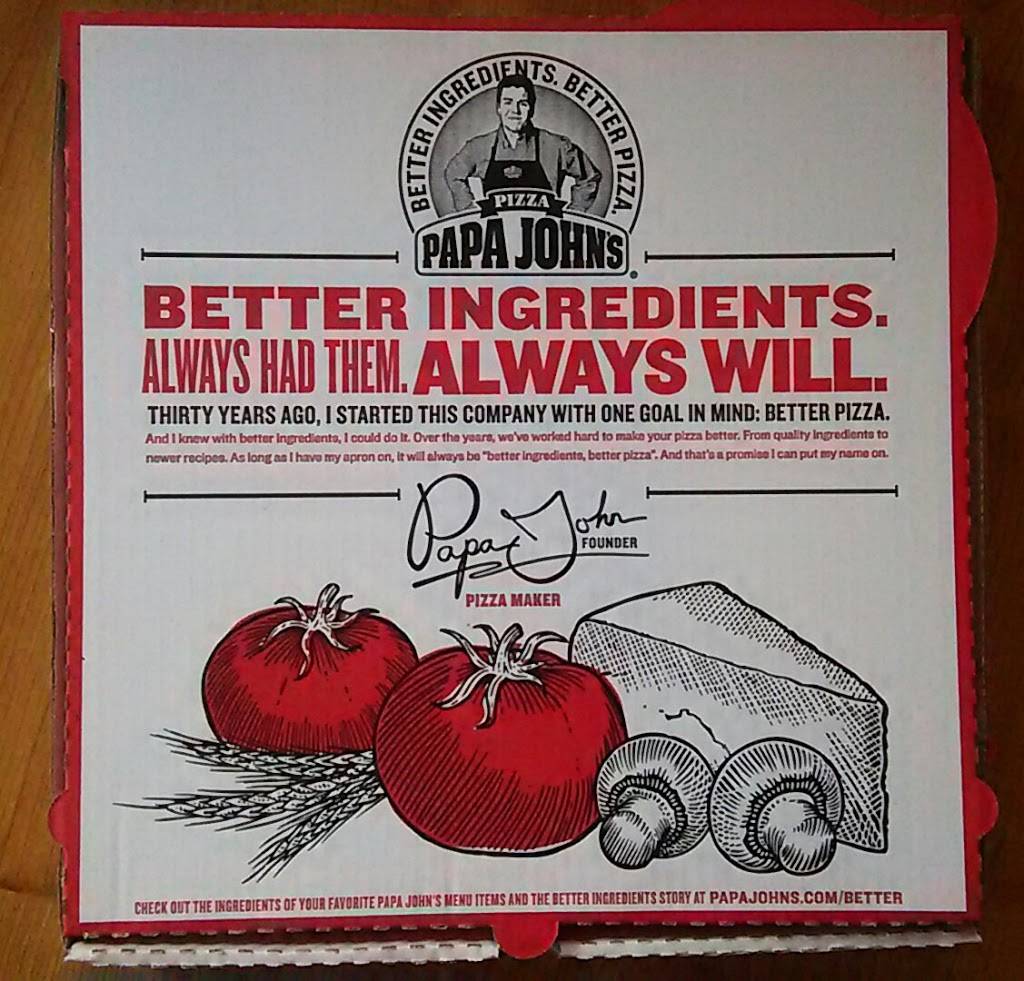 BETTER INGREDIENTS. BETTER PIZZA.
PIZZA
PAPA JOHN'S
BETTER INGREDIENTS.
ALWAYS HAD THEM. ALWAYS WILL.
THIRTY YEARS AGO, I STARTED THIS COMPANY WITH ONE GOAL IN MIND: BETTER PIZZA.
And I knew with better ingredients, I could do it. Over the years, we've worked hard to make your pizza better. From quality ingredients to
newer recipes. As long as I have my apron on, it will always be "better ingredients, better pizza". And that's a promise I can put my name on.
Papa John
FOUNDER
PIZZA MAKER
CHECK OUT THE INGREDIENTS OF YOUR FAVORITE PAPA JOHN'S MENU ITEMS AND THE BETTER INGREDIENTS STORY AT PAPAJOHNS.COM/BETTER